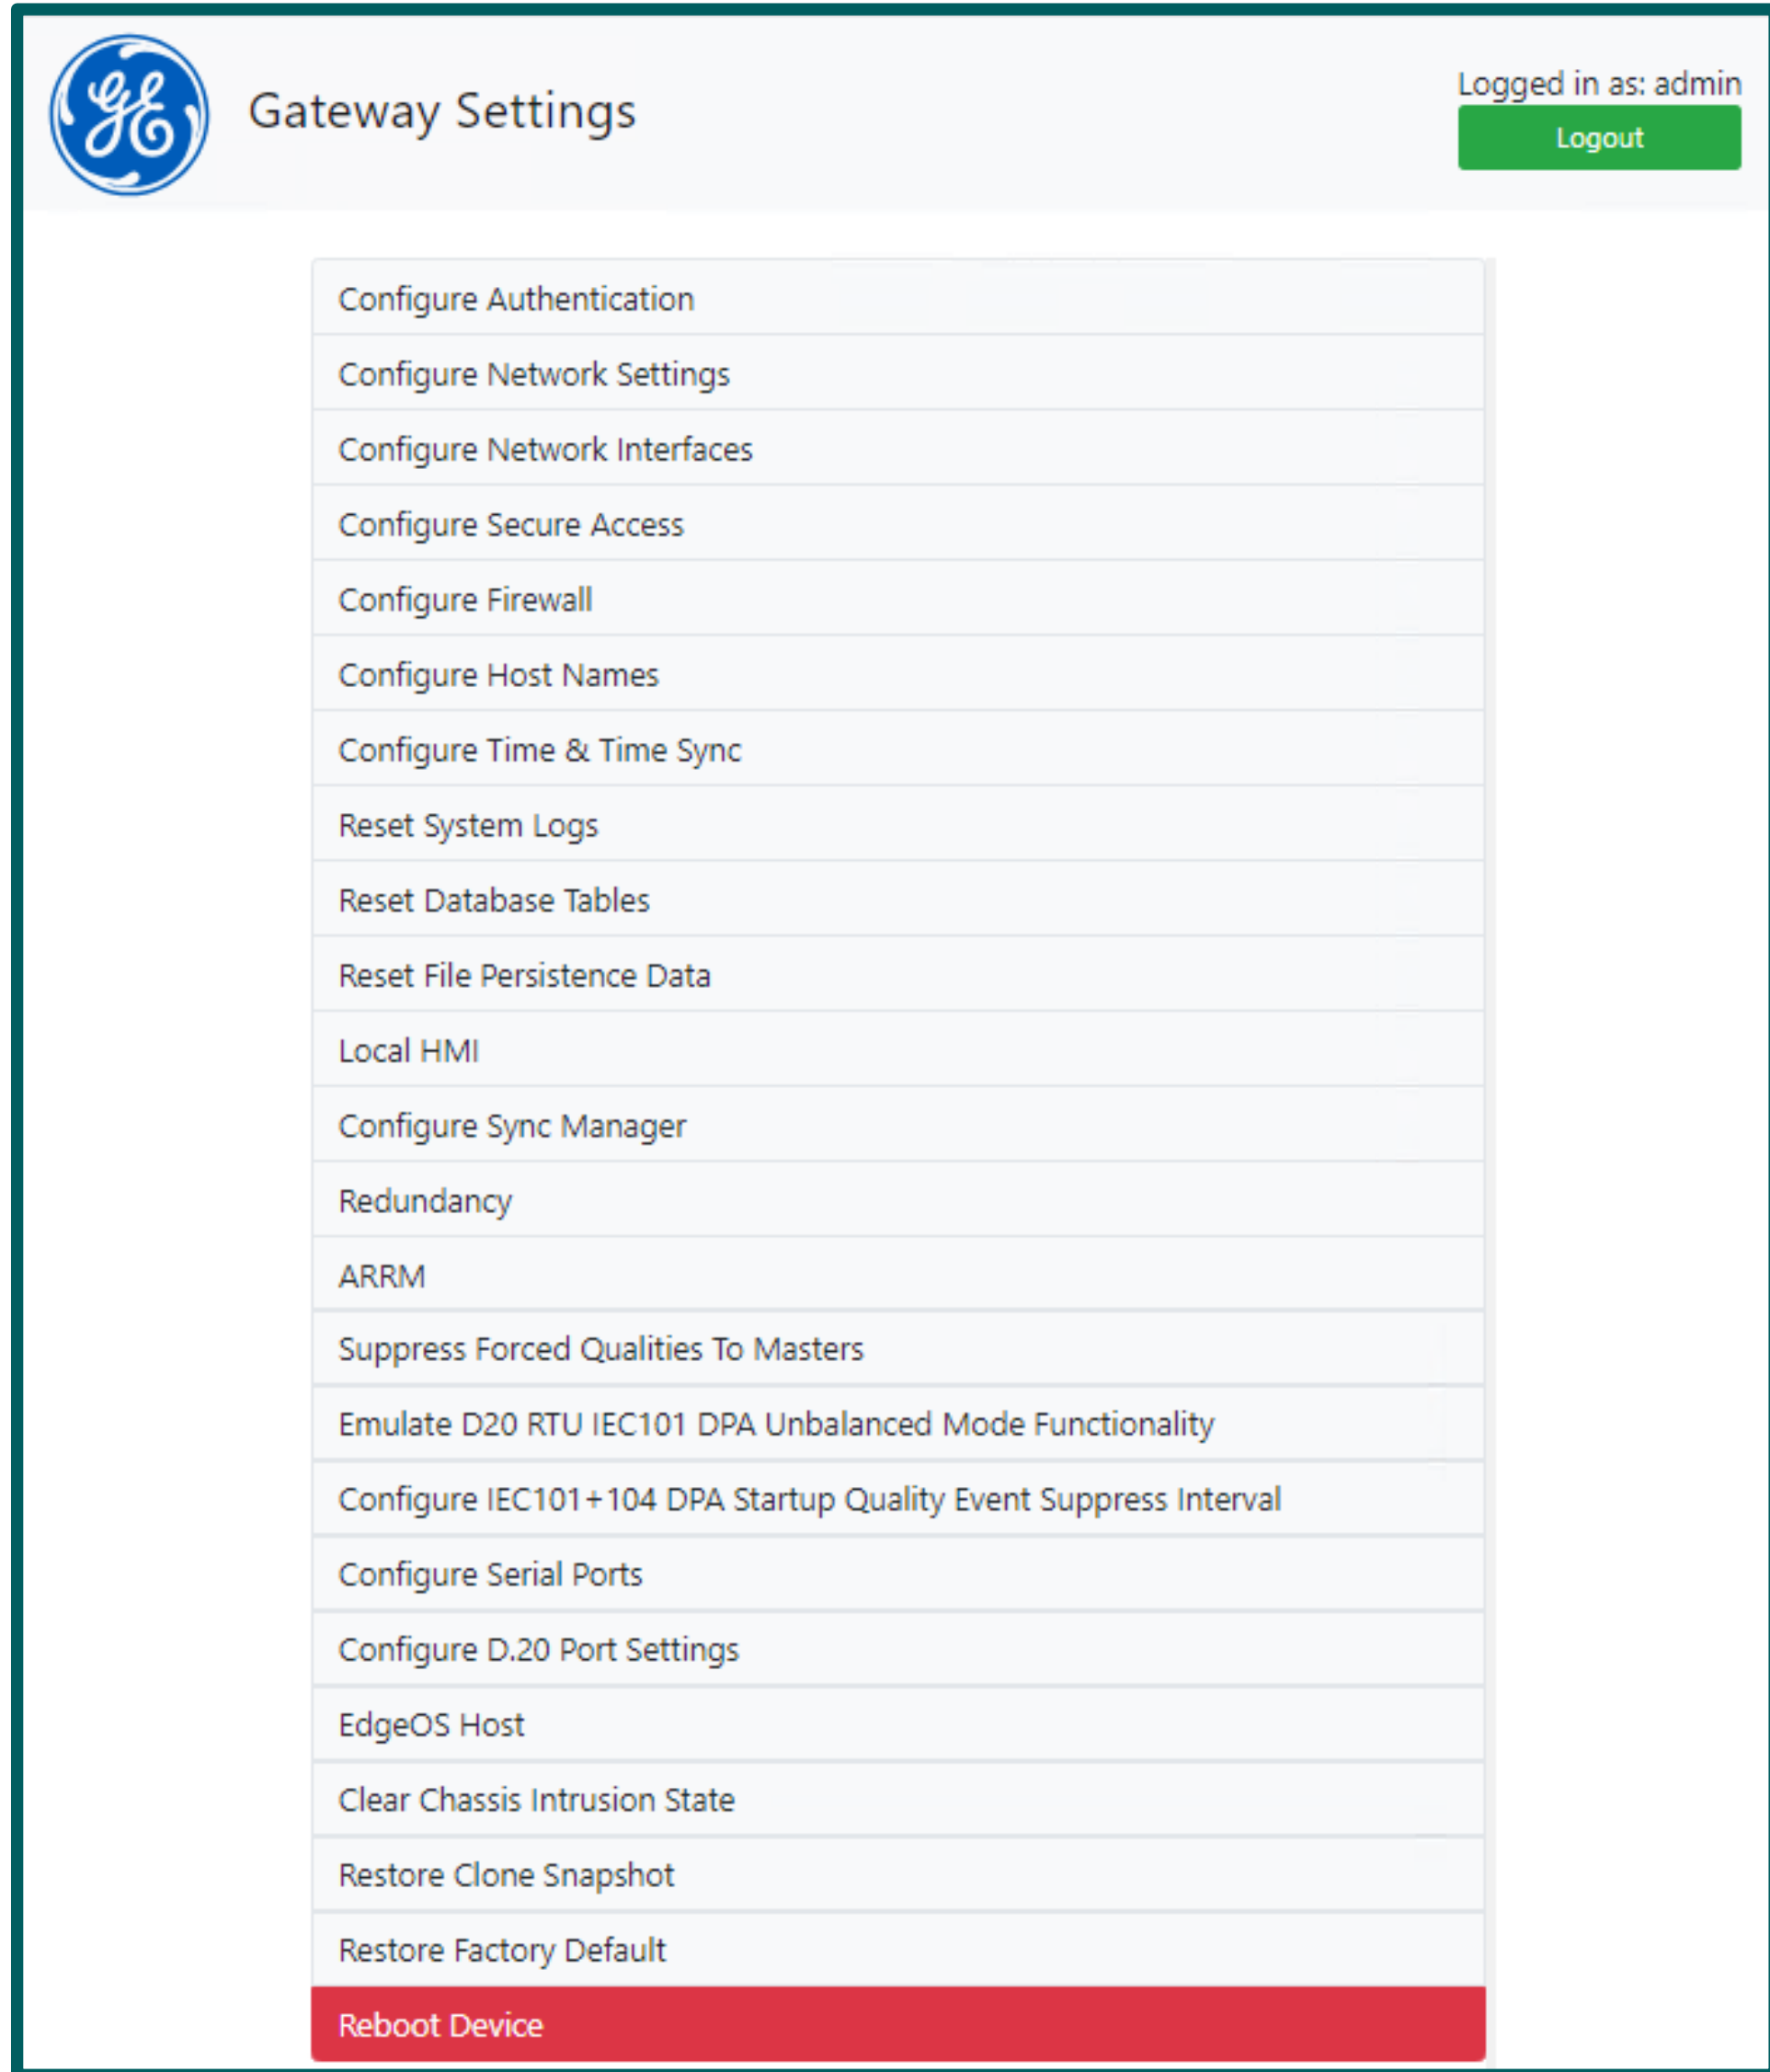 GE
Gateway Settings
Logged in as: admin
Logout
Configure Authentication
Configure Network Settings
Configure Network Interfaces
Configure Secure Access
Configure Firewall
Configure Host Names
Configure Time & Time Sync
Reset System Logs
Reset Database Tables
Reset File Persistence Data
Local HMI
Configure Sync Manager
Redundancy
ARRM
Suppress Forced Qualities To Masters
Emulate D20 RTU IEC101 DPA Unbalanced Mode Functionality
Configure IEC101+104 DPA Startup Quality Event Suppress Interval
Configure Serial Ports
Configure D.20 Port Settings
EdgeOS Host
Clear Chassis Intrusion State
Restore Clone Snapshot
Restore Factory Default
Reboot Device